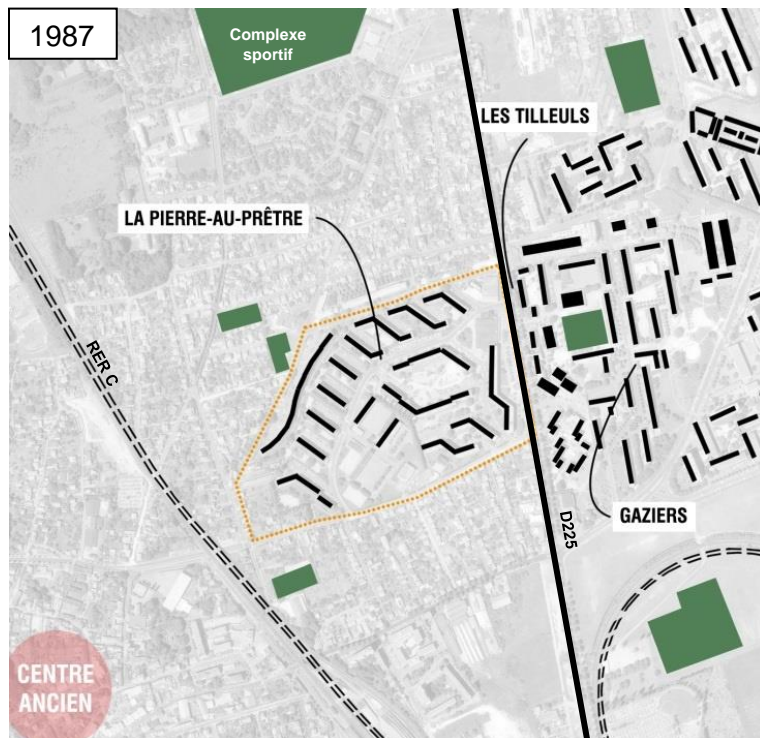 1987
Complexe
sportif
LES TILLEULS
LA PIERRE-AU-PRÊTRE
RER C
GAZIERS
D225
CENTRE
ANCIEN